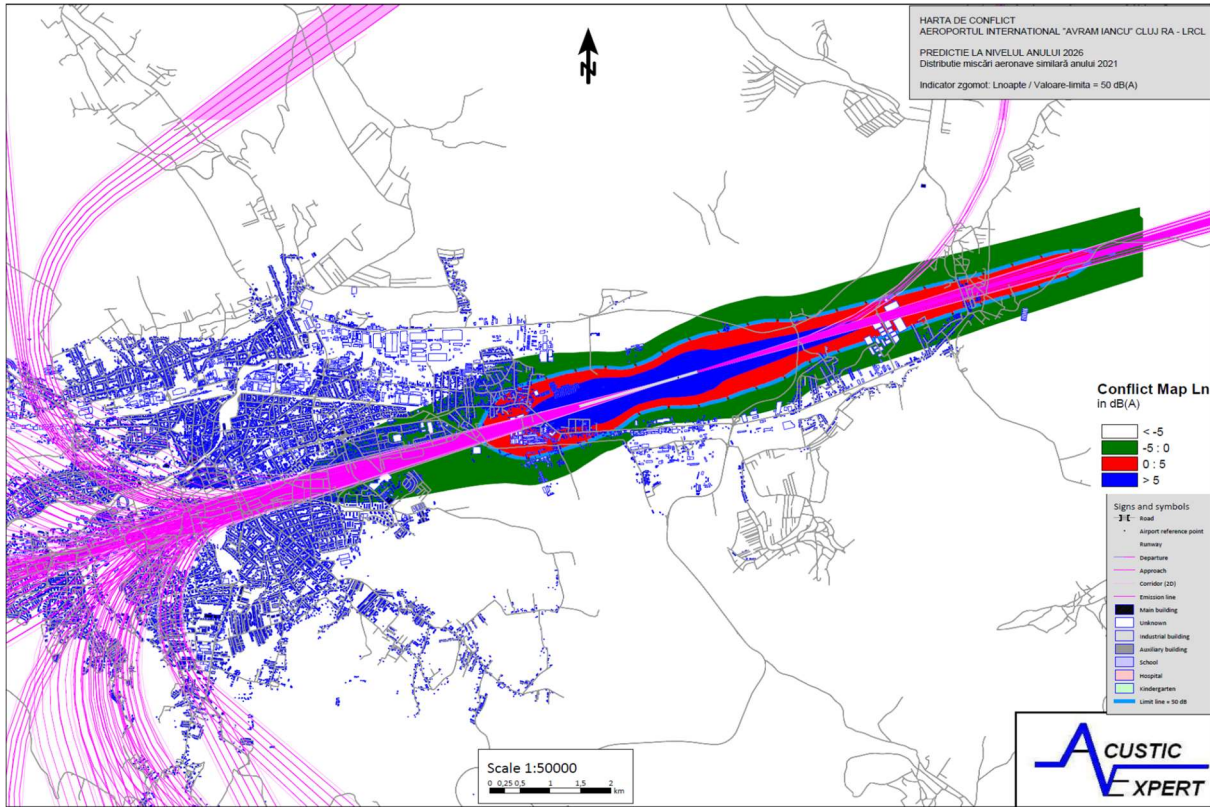 HARTA DE CONFLICT
AEROPORTUL INTERNATIONAL "AVRAM IANCU" CLUJ RA - LRCL
PREDICTIE LA NIVELUL ANULUI 2026
Distributie miscări aeronave similară anului 2021
Indicator zgomot: Lnoapte / Valoare-limita = 50 dB(A)
N
Conflict Map Ln
in dB(A)
< -5
-5 : 0
0 : 5
> 5
Signs and symbols
Road
Airport reference point
Runway
Departure
Approach
Corridor (2D)
Emission line
Main building
Unknown
Industrial building
Auxiliary building
School
Hospital
Kindergarten
Limit line = 50 dB
Scale 1:50000
0 0,25 0,5 1 1,5 2
km
ACUSTIC
EXPERT